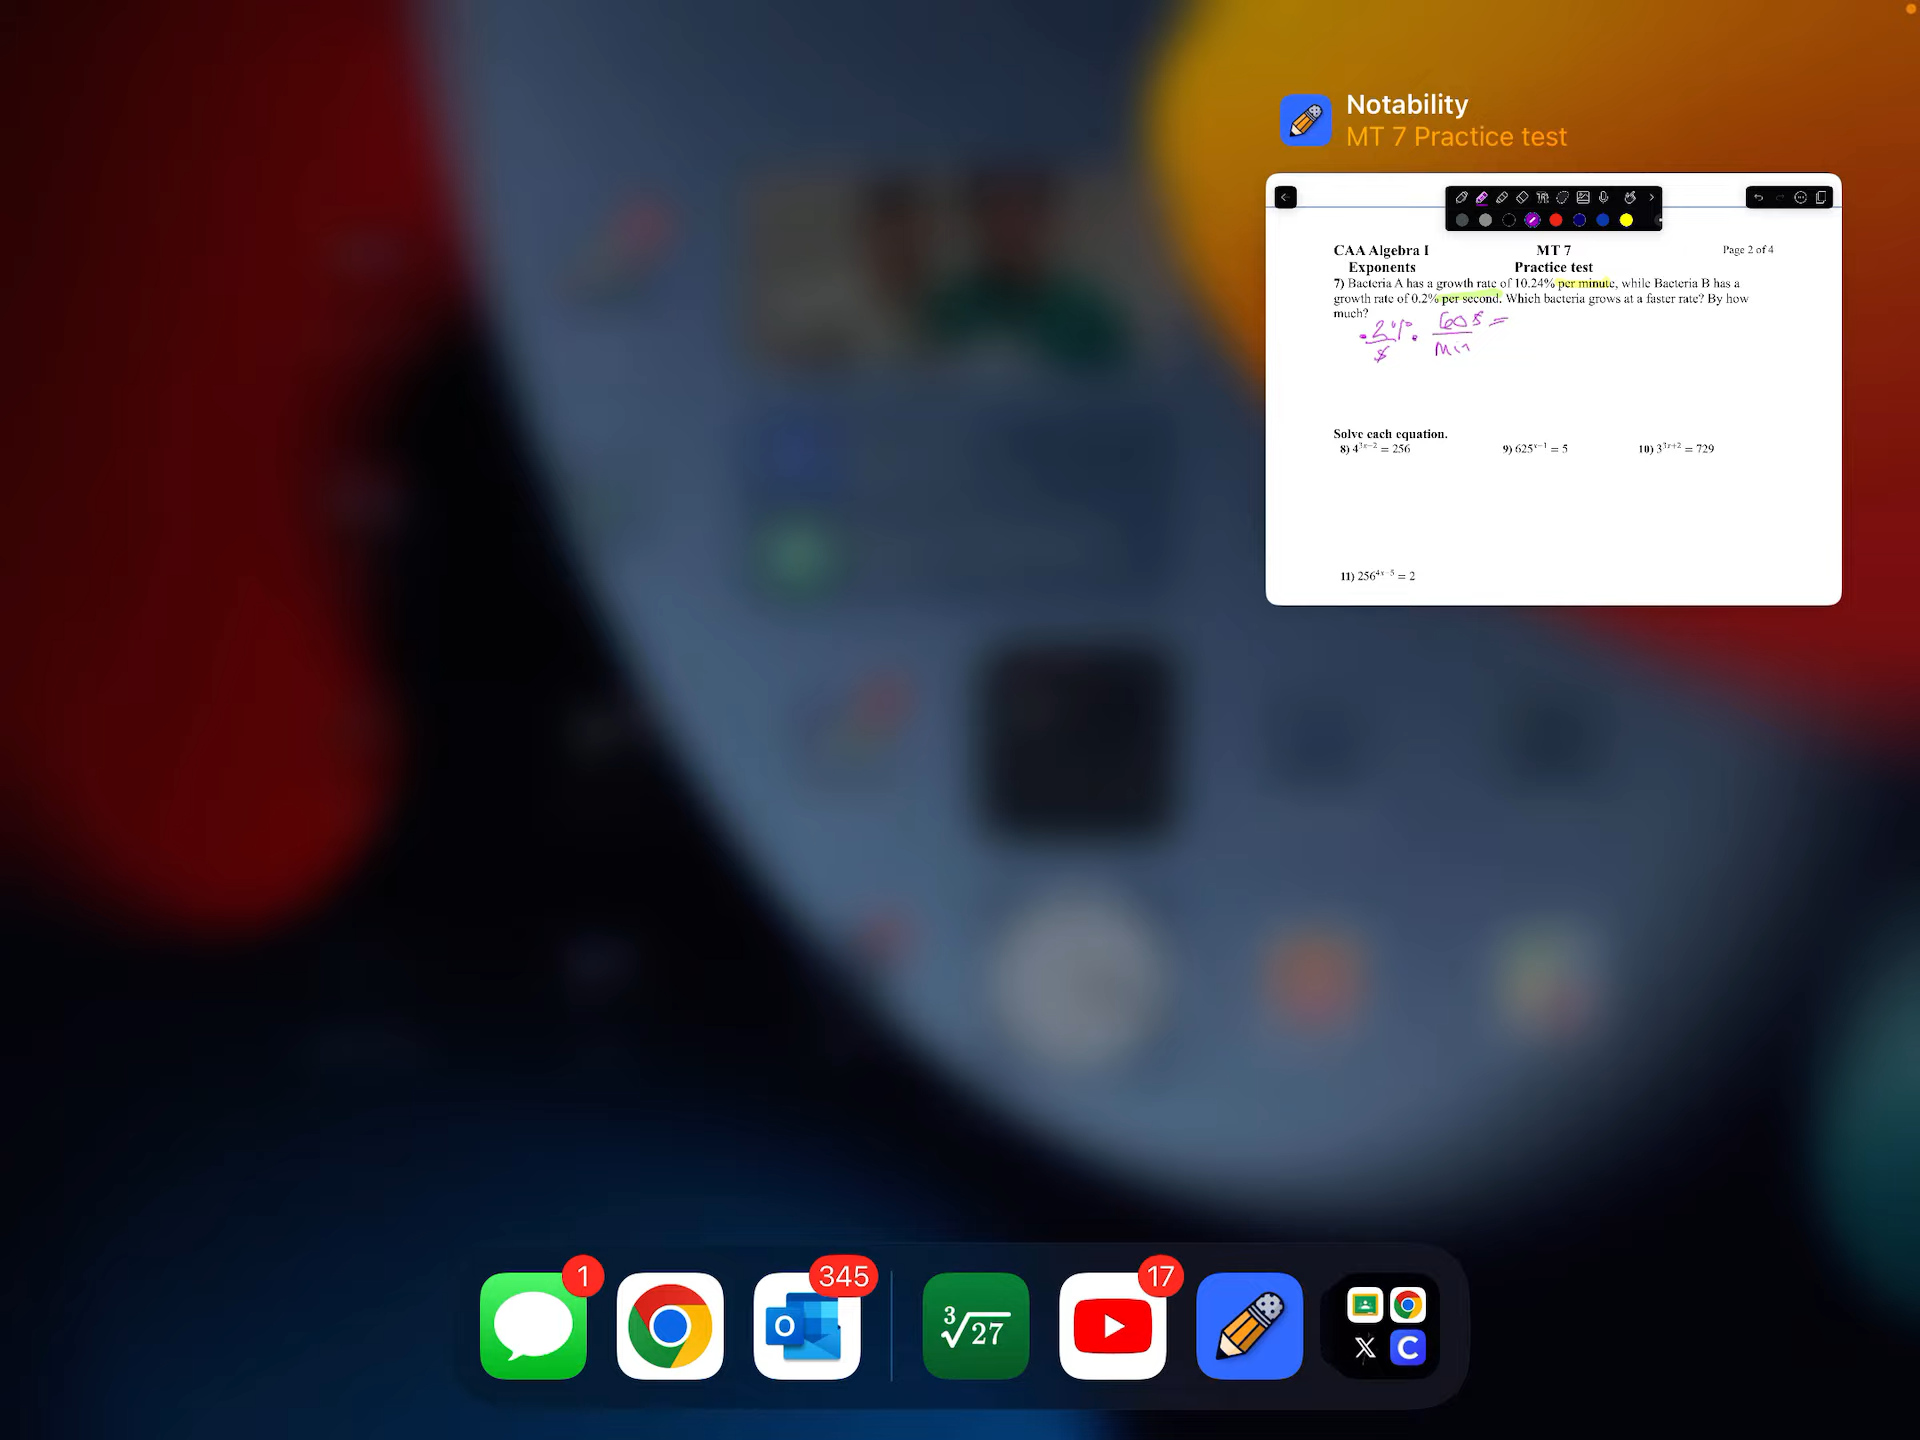 Notability
MT 7 Practice test
CAA Algebra I
Exponents
MT 7
Practice test
Page 2 of 4
7) Bacteria A has a growth rate of 10.24% per minute, while Bacteria B has a
growth rate of 0.2% per second. Which bacteria grows at a faster rate? By how
much?
.2% / s · 60 s / Min =
Solve each equation.
8) 4^{3x−2} = 256
9) 625^{x−1} = 5
10) 3^{3x+2} = 729
11) 256^{4x−5} = 2
1
345
∛27
17